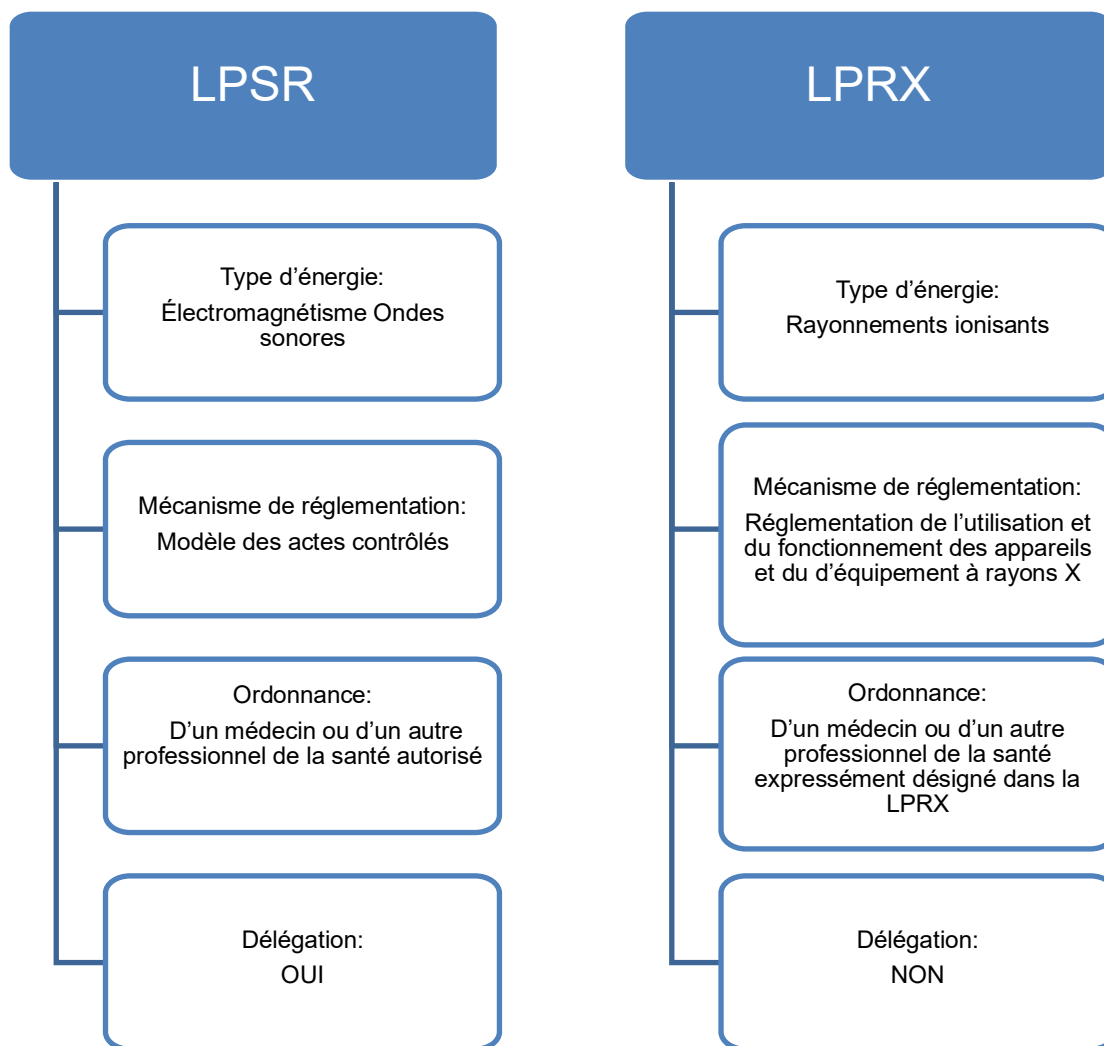 LPSR
Type d’énergie:
Électromagnétisme Ondes
sonores
Mécanisme de réglementation:
Modèle des actes contrôlés
Ordonnance:
D’un médecin ou d’un autre
professionnel de la santé autorisé
Délégation:
OUI
LPRX
Type d’énergie:
Rayonnements ionisants
Mécanisme de réglementation:
Réglementation de l’utilisation et
du fonctionnement des appareils
et du d’équipement à rayons X
Ordonnance:
D’un médecin ou d’un autre
professionnel de la santé
expressément désigné dans la
LPRX
Délégation:
NON